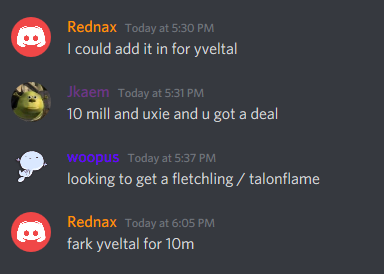 Rednax Today at 5:30 PM
I could add it in for yveltal
Jkaem Today at 5:31 PM
10 mill and uxie and u got a deal
woopus Today at 5:37 PM
looking to get a fletchling / talonflame
Rednax Today at 6:05 PM
fark yveltal for 10m